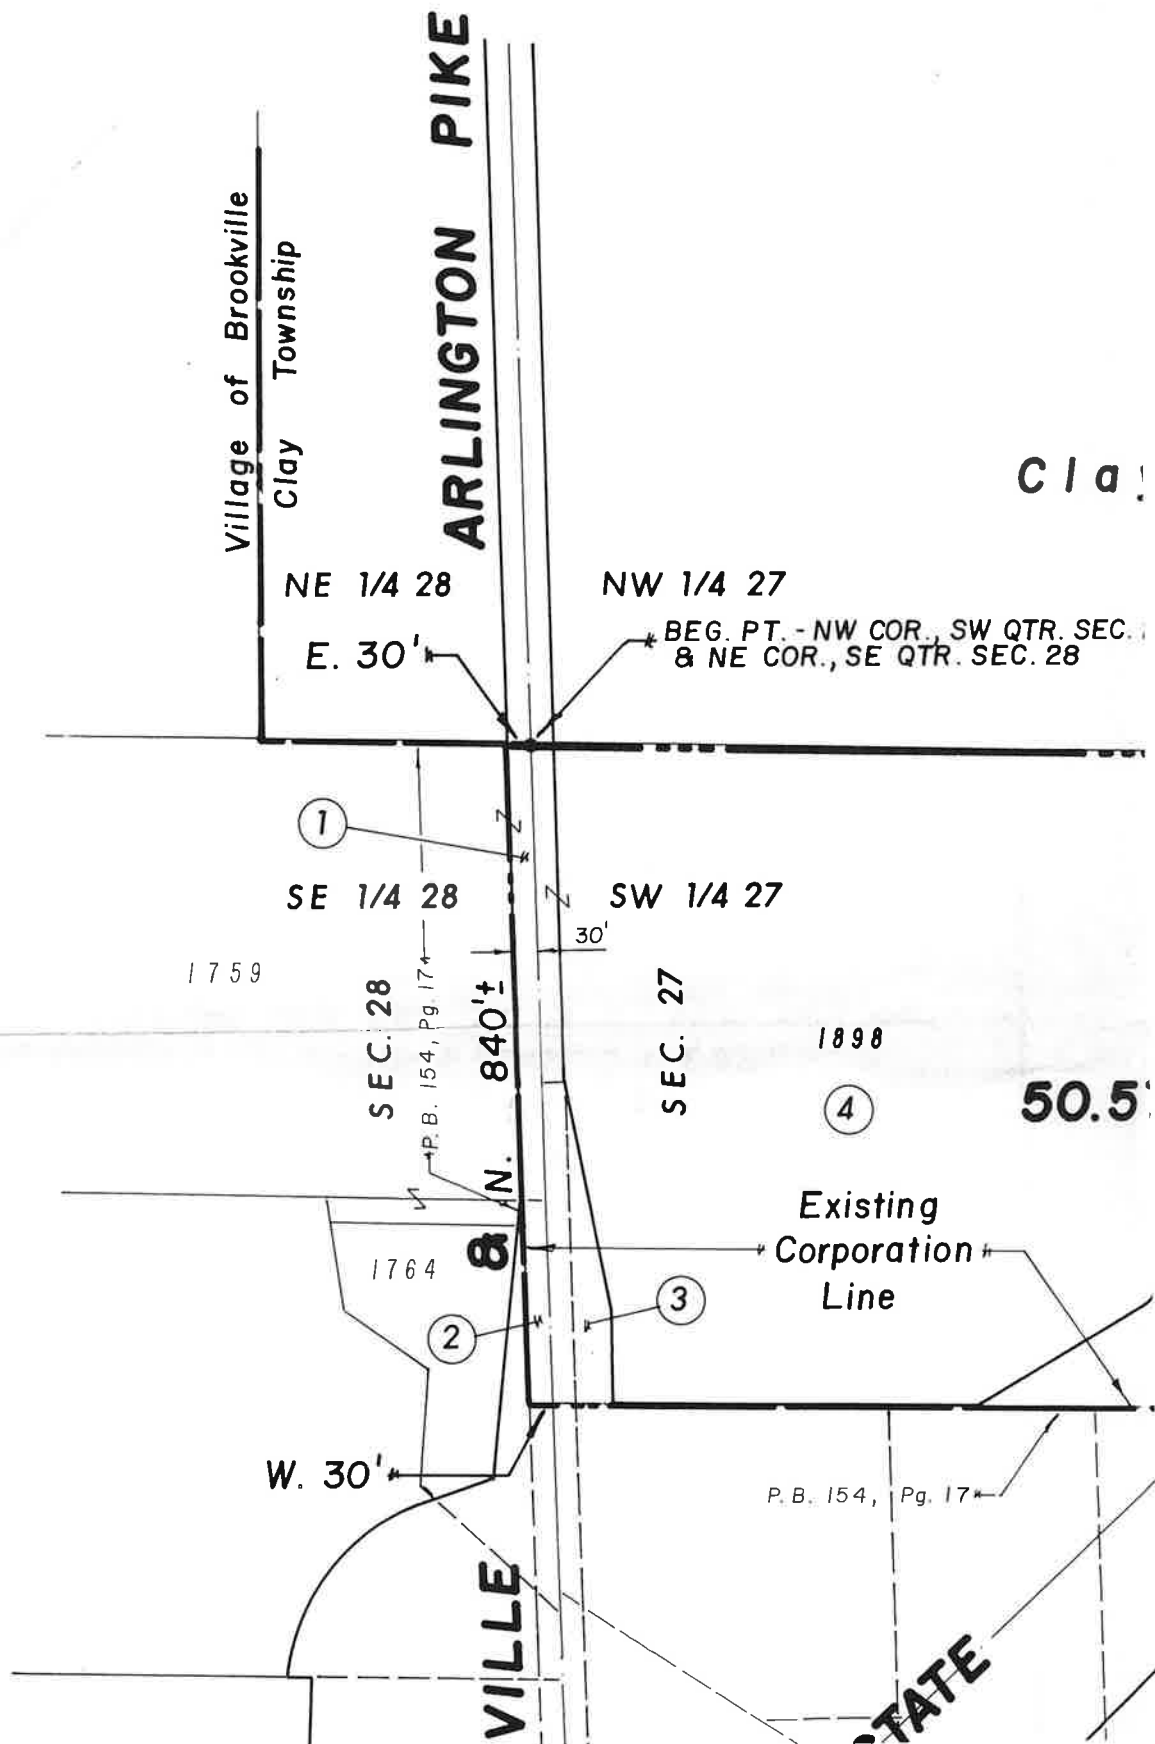 ARLINGTON PIKE
Village of Brookville
Clay Township
NE 1/4 28
NW 1/4 27
BEG. PT. - NW COR., SW QTR. SEC.
& NE COR., SE QTR. SEC. 28
E. 30'
1
SE 1/4 28
SW 1/4 27
30'
1759
SEC. 28
P.B. 154, Pg. 17
& N. 840'±
SEC. 27
1898
4
50.5
Existing
Corporation
Line
1764
2
3
W. 30'
P.B. 154, Pg. 17
VILLE